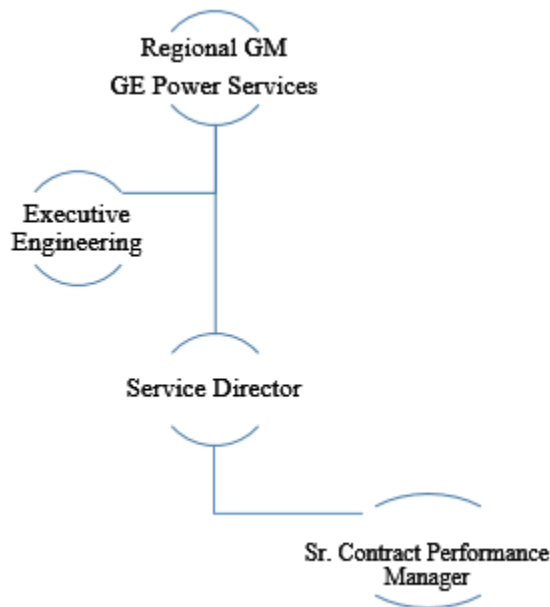 Regional GM
GE Power Services
Executive
Engineering
Service Director
Sr. Contract Performance
Manager